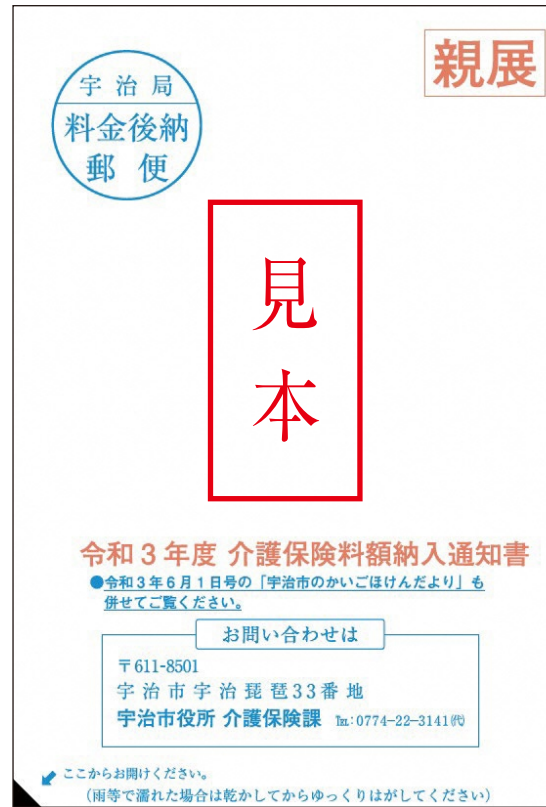 親展
宇治局
料金後納
郵便
見本
令和3年度 介護保険料額納入通知書
●令和3年6月1日号の「宇治市のかいごほけんだより」も
併せてご覧ください。
お問い合わせは
〒611-8501
宇治市宇治琵琶33番地
宇治市役所 介護保険課 ℡:0774-22-3141㈹
ここからお開けください。
（雨等で濡れた場合は乾かしてからゆっくりはがしてください）